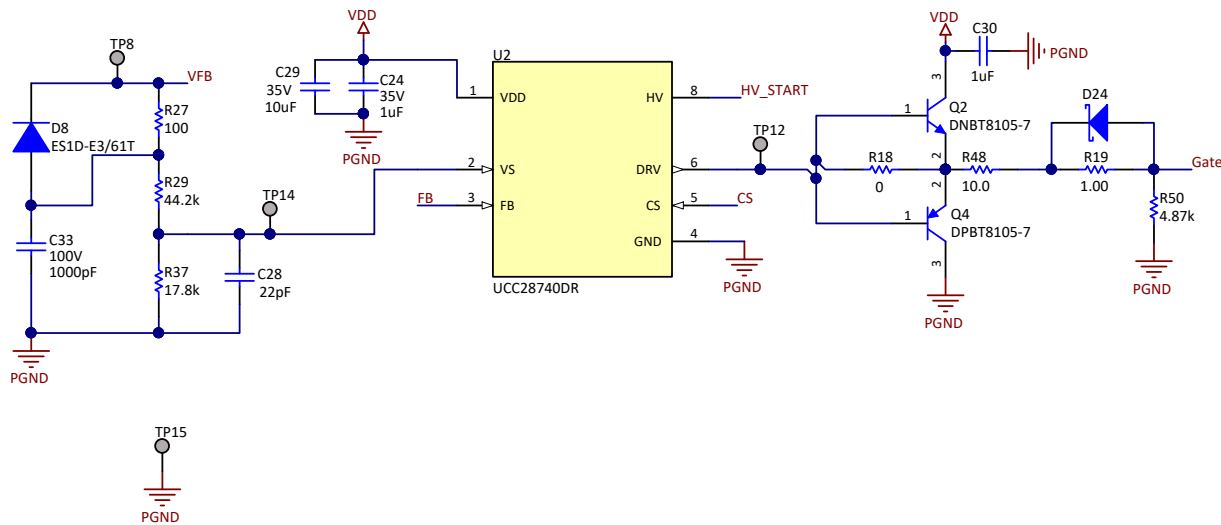 TP8
VFB
R27
100
D8
ES1D-E3/61T
R29
44.2k
TP14
C33
100V
1000pF
R37
17.8k
C28
22pF
PGND
TP15
PGND
VDD
C29
35V
10uF
C24
35V
1uF
PGND
FB
U2
1
VDD
2
VS
3
FB
HV
8
HV_START
DRV
6
CS
5
CS
GND
4
PGND
UCC28740DR
TP12
VDD
C30
1uF
PGND
3
1
Q2
DNBT8105-7
2
R18
0
R48
10.0
D24
R19
1.00
Gate
R50
4.87k
PGND
2
1
Q4
DPBT8105-7
3
PGND